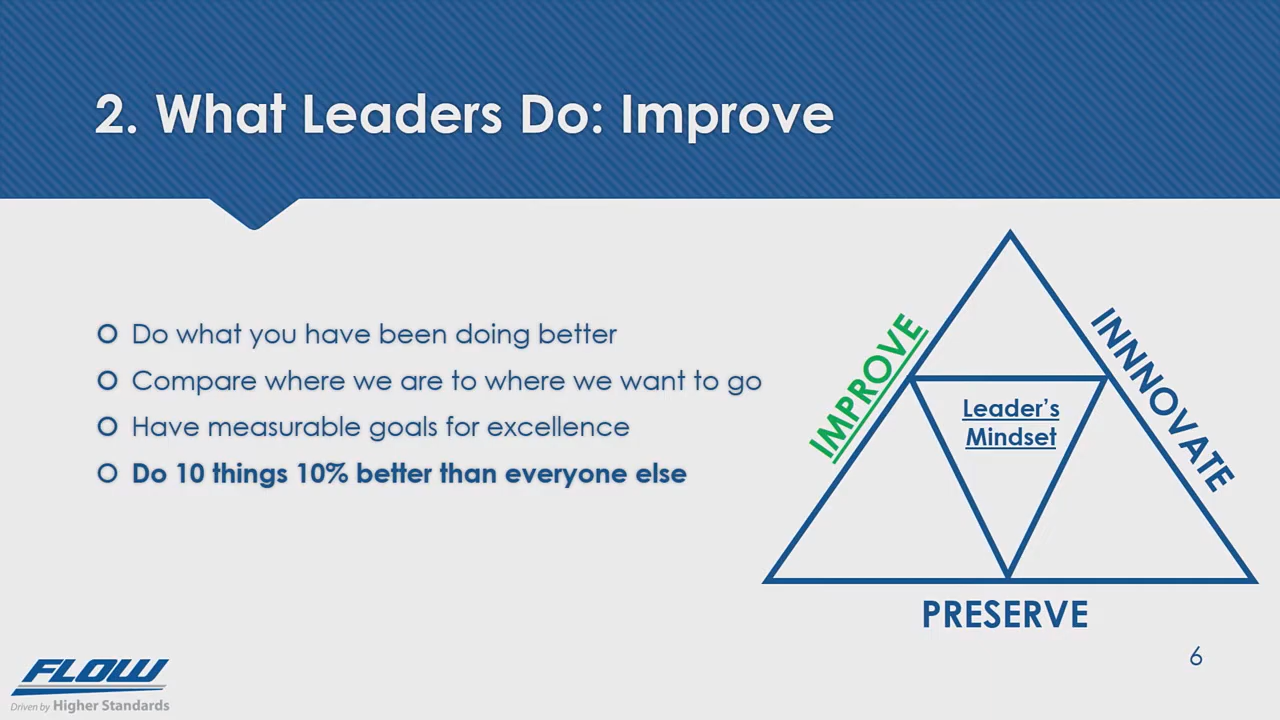 2. What Leaders Do: Improve
Do what you have been doing better
Compare where we are to where we want to go
Have measurable goals for excellence
Do 10 things 10% better than everyone else
IMPROVE
INNNOVATE
Leader's
Mindset
PRESERVE
6
FLOW
Driven by Higher Standards